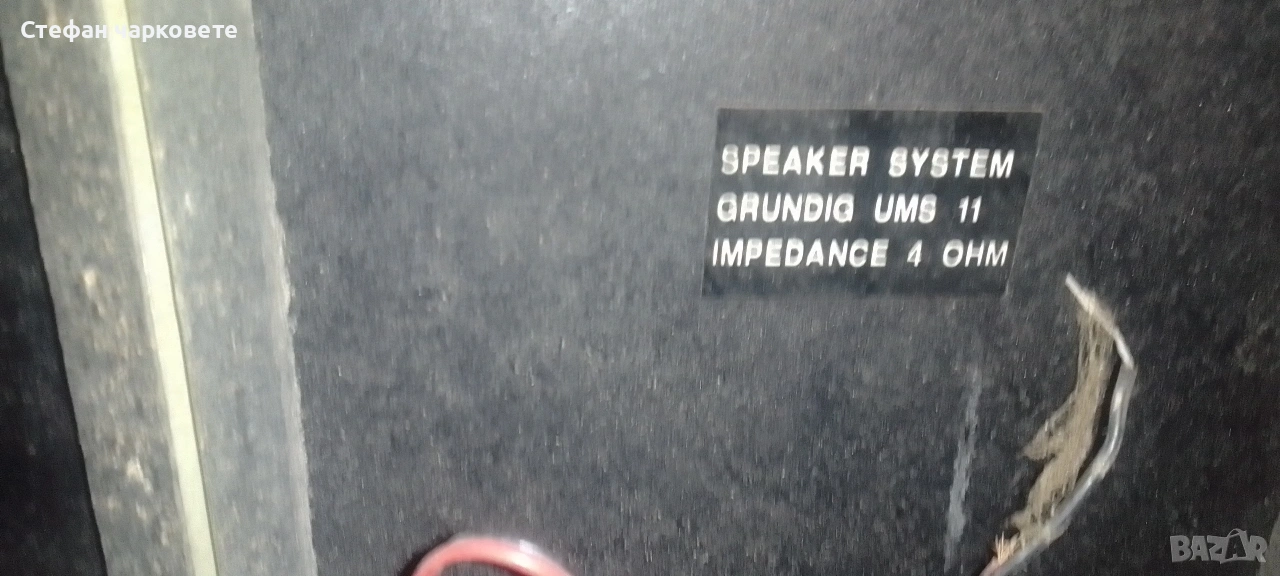 Стефан чарковете
SPEAKER SYSTEM
GRUNDIG UMS 11
IMPEDANCE 4 OHM
BAZAR